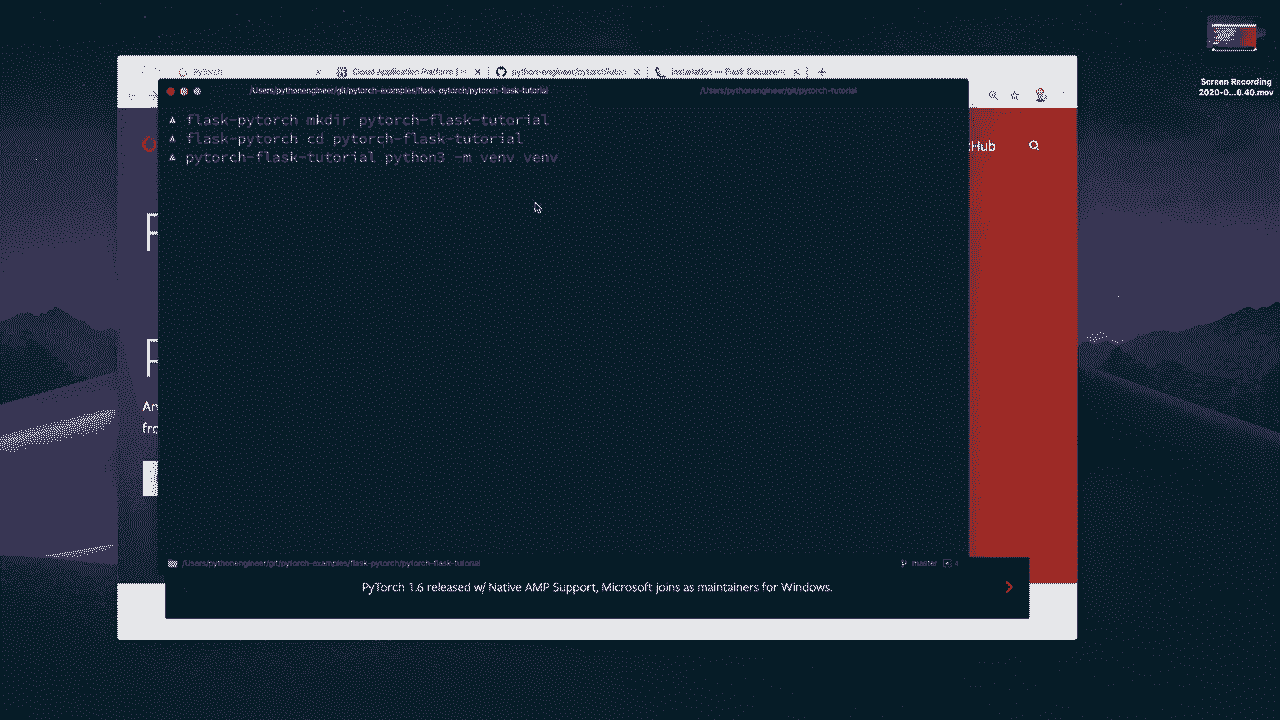 Screen Recording
2020-0...0.40.mov
PyTorch
Cloud Application Platform |
python-engineer/pytorch
Installation — Flask Document
/Users/pythonengineer/git/pytorch-examples/flask-pytorch/pytorch-flask-tutorial
/Users/pythonengineer/git/pytorch-tutorial
flask-pytorch mkdir pytorch-flask-tutorial
flask-pytorch cd pytorch-flask-tutorial
pytorch-flask-tutorial python3 -m venv venv
Hub
F
F
An
fro
/Users/pythonengineer/git/pytorch-examples/flask-pytorch/pytorch-flask-tutorial
master
4
PyTorch 1.6 released w/ Native AMP Support, Microsoft joins as maintainers for Windows.